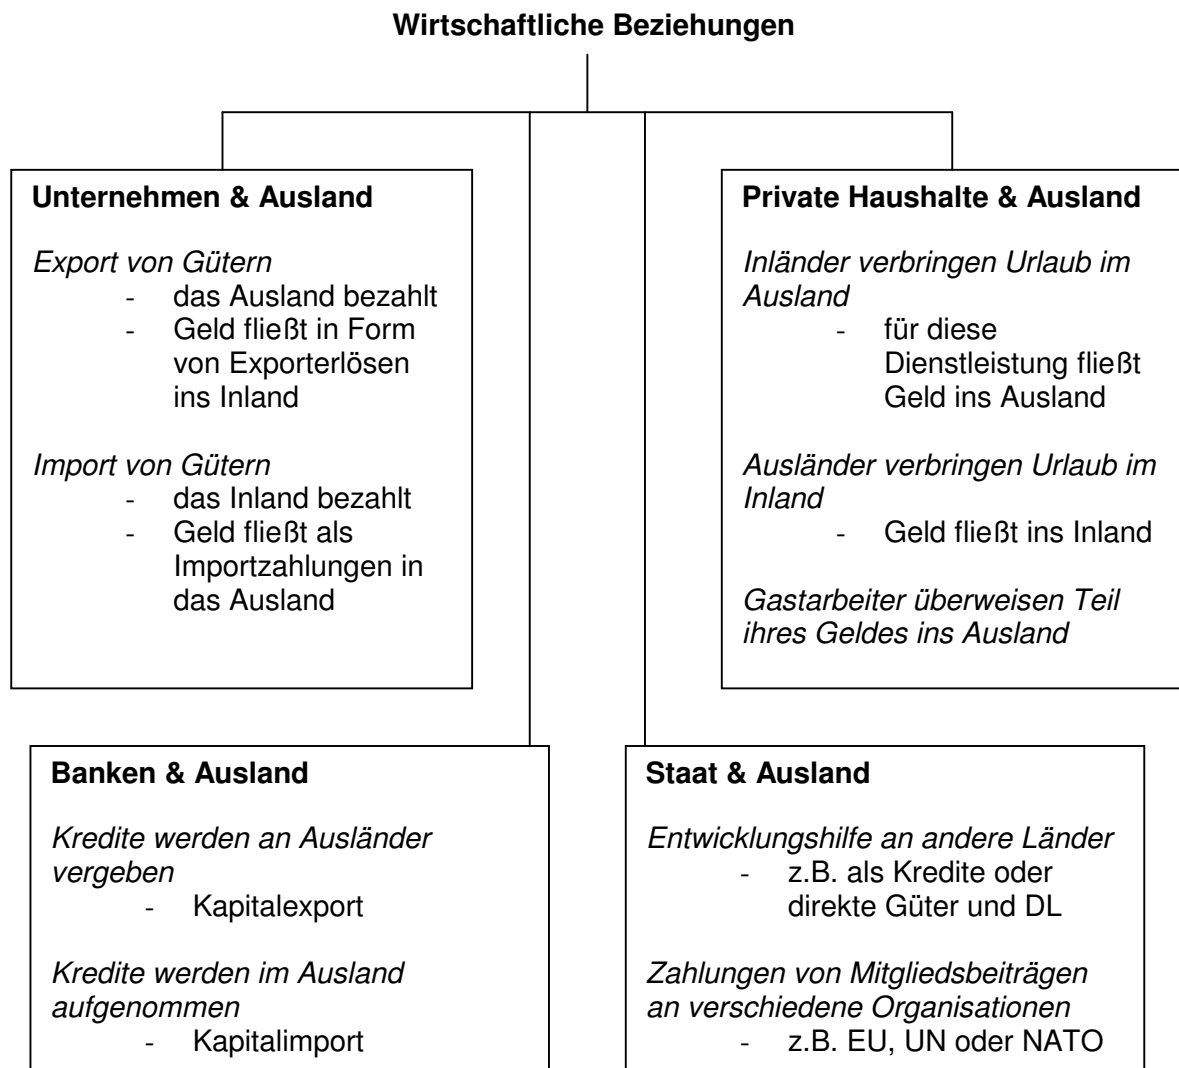 Wirtschaftliche Beziehungen
Unternehmen & Ausland
Export von Gütern
- das Ausland bezahlt
- Geld fließt in Form
von Exporterlösen
ins Inland
Import von Gütern
- das Inland bezahlt
- Geld fließt als
Importzahlungen in
das Ausland
Private Haushalte & Ausland
Inländer verbringen Urlaub im
Ausland
- für diese
Dienstleistung fließt
Geld ins Ausland
Ausländer verbringen Urlaub im
Inland
- Geld fließt ins Inland
Gastarbeiter überweisen Teil
ihres Geldes ins Ausland
Banken & Ausland
Kredite werden an Ausländer
vergeben
- Kapitalexport
Kredite werden im Ausland
aufgenommen
- Kapitalimport
Staat & Ausland
Entwicklungshilfe an andere Länder
- z.B. als Kredite oder
direkte Güter und DL
Zahlungen von Mitgliedsbeiträgen
an verschiedene Organisationen
- z.B. EU, UN oder NATO